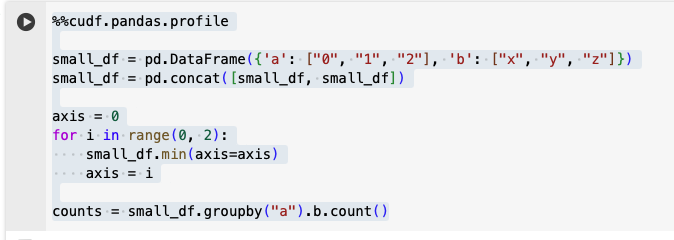 %%cudf.pandas.profile
small_df = pd.DataFrame({'a': ["0", "1", "2"], 'b': ["x", "y", "z"]})
small_df = pd.concat([small_df, small_df])
axis = 0
for i in range(0, 2):
    small_df.min(axis=axis)
    axis = i
counts = small_df.groupby("a").b.count()